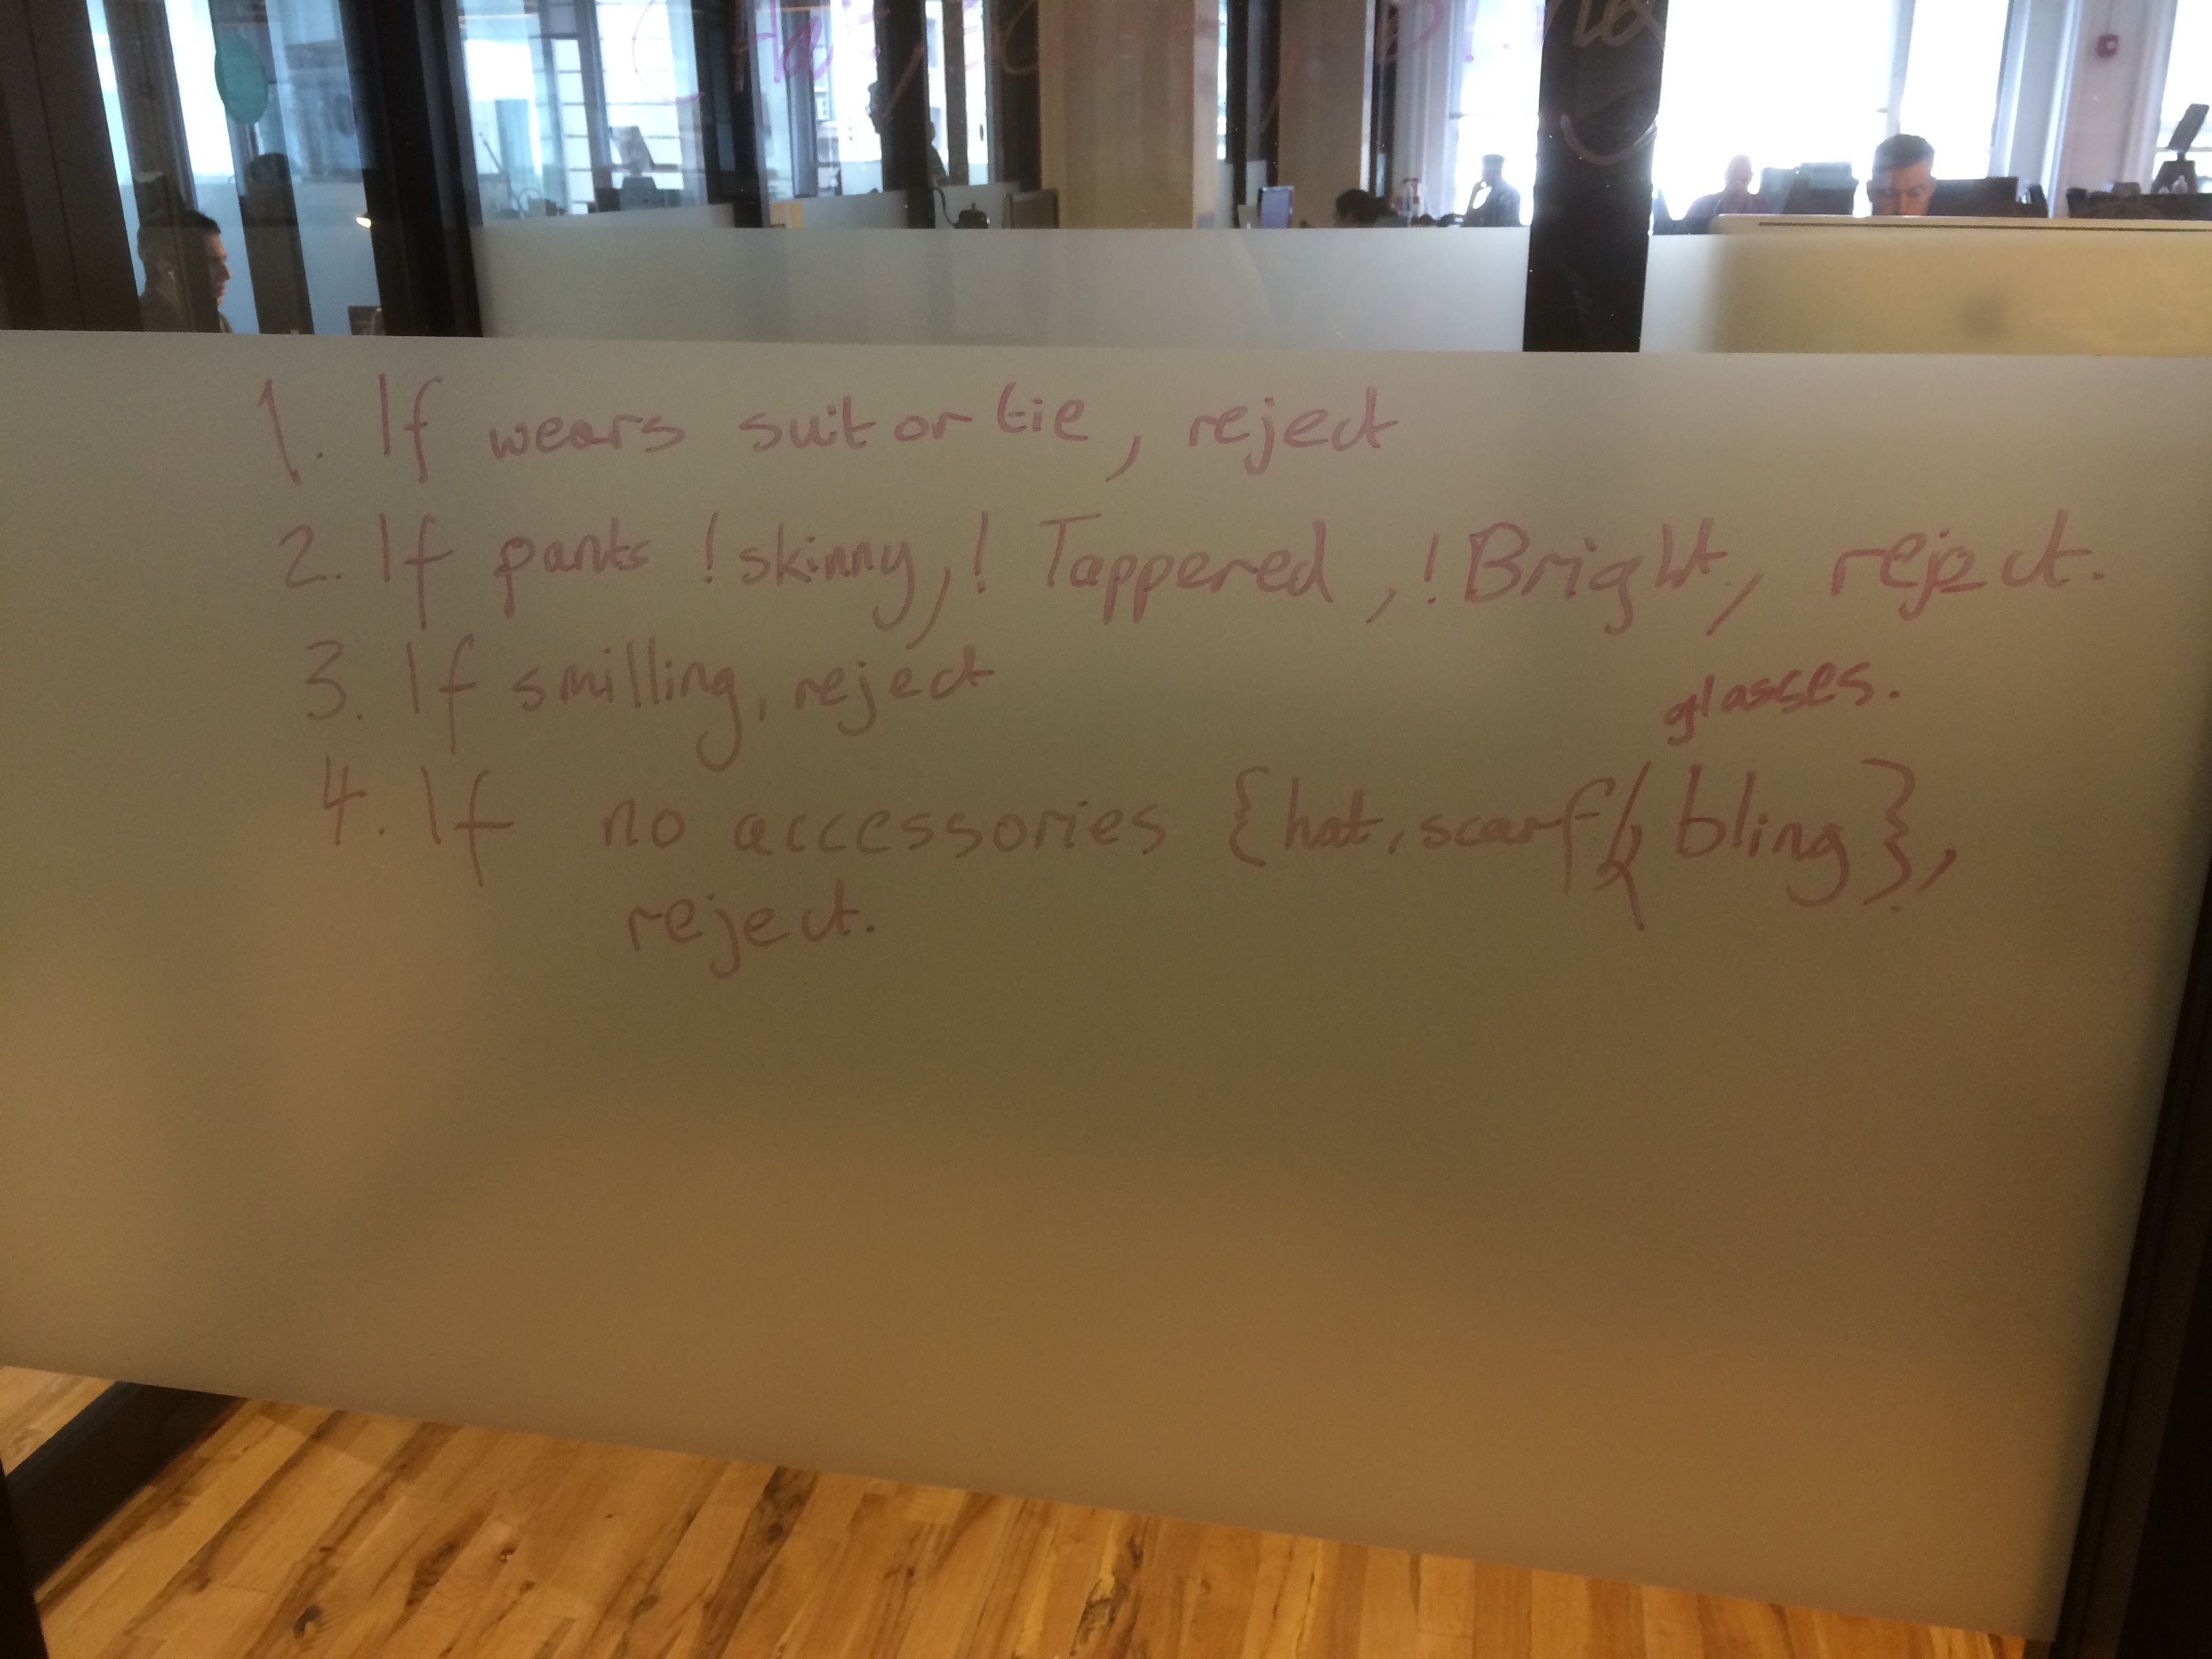 1. If wears suit or tie, reject
2. If pants !skinny, ! Tappered, !Bright, reject.
3. If smilling, reject
glasses.
4. If no accessories {hat, scarf, bling},
reject.